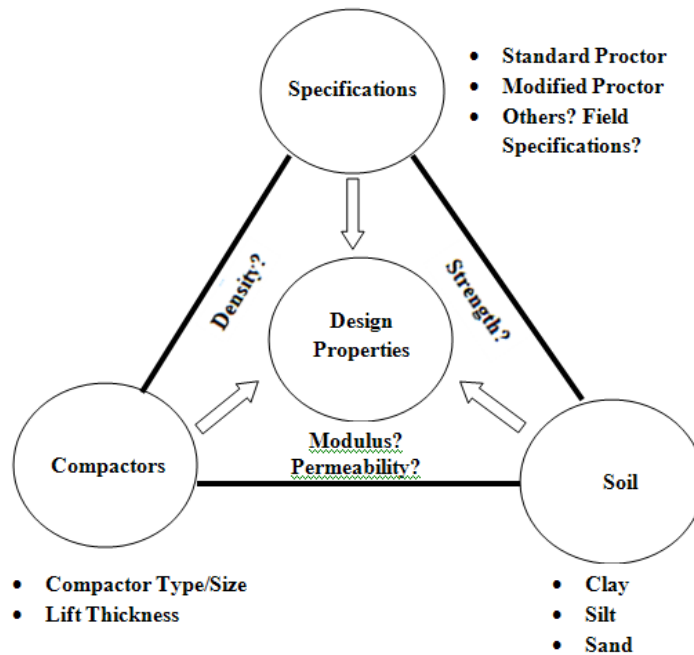 Specifications
• Standard Proctor
• Modified Proctor
• Others? Field
Specifications?
Density?
Strength?
Design
Properties
Compactors
Modulus?
Permeability?
Soil
• Compactor Type/Size
• Lift Thickness
• Clay
• Silt
• Sand